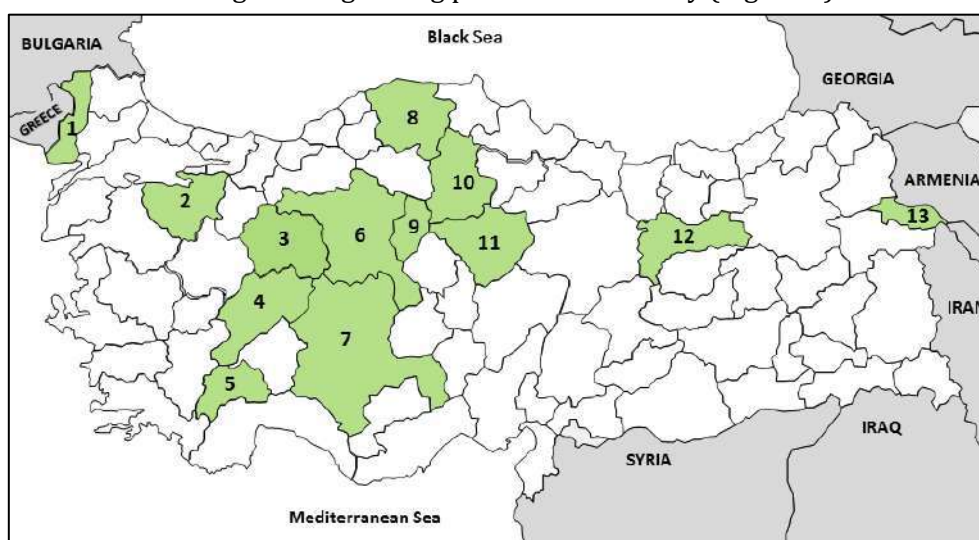 Black Sea
BULGARIA
GEORGIA
GREECE
1
8
ARMENIA
10
2
13
3
6
9
11
12
4
IRAN
7
5
IRAQ
SYRIA
Mediterranean Sea